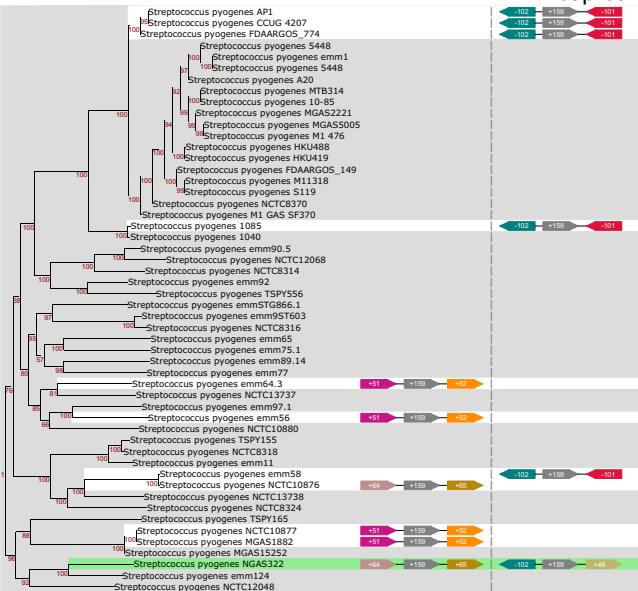 Streptococcus pyogenes AP1 -102 +159 -101
Streptococcus pyogenes CCUG 4207 -102 +159 -101
Streptococcus pyogenes FDAARGOS_774 -102 +159 -101
Streptococcus pyogenes 5448
Streptococcus pyogenes emm1
Streptococcus pyogenes 5448
Streptococcus pyogenes A20
Streptococcus pyogenes MTB314
Streptococcus pyogenes 10-85
Streptococcus pyogenes MGAS2221
Streptococcus pyogenes MGAS5005
Streptococcus pyogenes M1 476
Streptococcus pyogenes HKU488
Streptococcus pyogenes HKU419
Streptococcus pyogenes FDAARGOS_149
Streptococcus pyogenes M11318
Streptococcus pyogenes S119
Streptococcus pyogenes NCTC8370
Streptococcus pyogenes M1 GAS SF370
Streptococcus pyogenes 1085 -102 +159 -101
Streptococcus pyogenes 1040
Streptococcus pyogenes emm90.5
Streptococcus pyogenes NCTC12068
Streptococcus pyogenes NCTC8314
Streptococcus pyogenes emm92
Streptococcus pyogenes TSPY556
Streptococcus pyogenes emmSTG866.1
Streptococcus pyogenes emm9ST603
Streptococcus pyogenes NCTC8316
Streptococcus pyogenes emm65
Streptococcus pyogenes emm75.1
Streptococcus pyogenes emm89.14
Streptococcus pyogenes emm77
Streptococcus pyogenes emm64.3 +51 +159 +52
Streptococcus pyogenes NCTC13737
Streptococcus pyogenes emm97.1
Streptococcus pyogenes emm56 +51 +159 +52
Streptococcus pyogenes NCTC10880
Streptococcus pyogenes TSPY155
Streptococcus pyogenes NCTC8318
Streptococcus pyogenes emm11
Streptococcus pyogenes emm58 -102 +159 -101
Streptococcus pyogenes NCTC10876 +64 +159 +65
Streptococcus pyogenes NCTC13738
Streptococcus pyogenes NCTC8324
Streptococcus pyogenes TSPY165
Streptococcus pyogenes NCTC10877 +51 +159 +52
Streptococcus pyogenes MGAS1882 +51 +159 +52
Streptococcus pyogenes MGAS15252
Streptococcus pyogenes NGAS322 +64 +159 +65 -102 +159 +46
Streptococcus pyogenes emm124
Streptococcus pyogenes NCTC12048